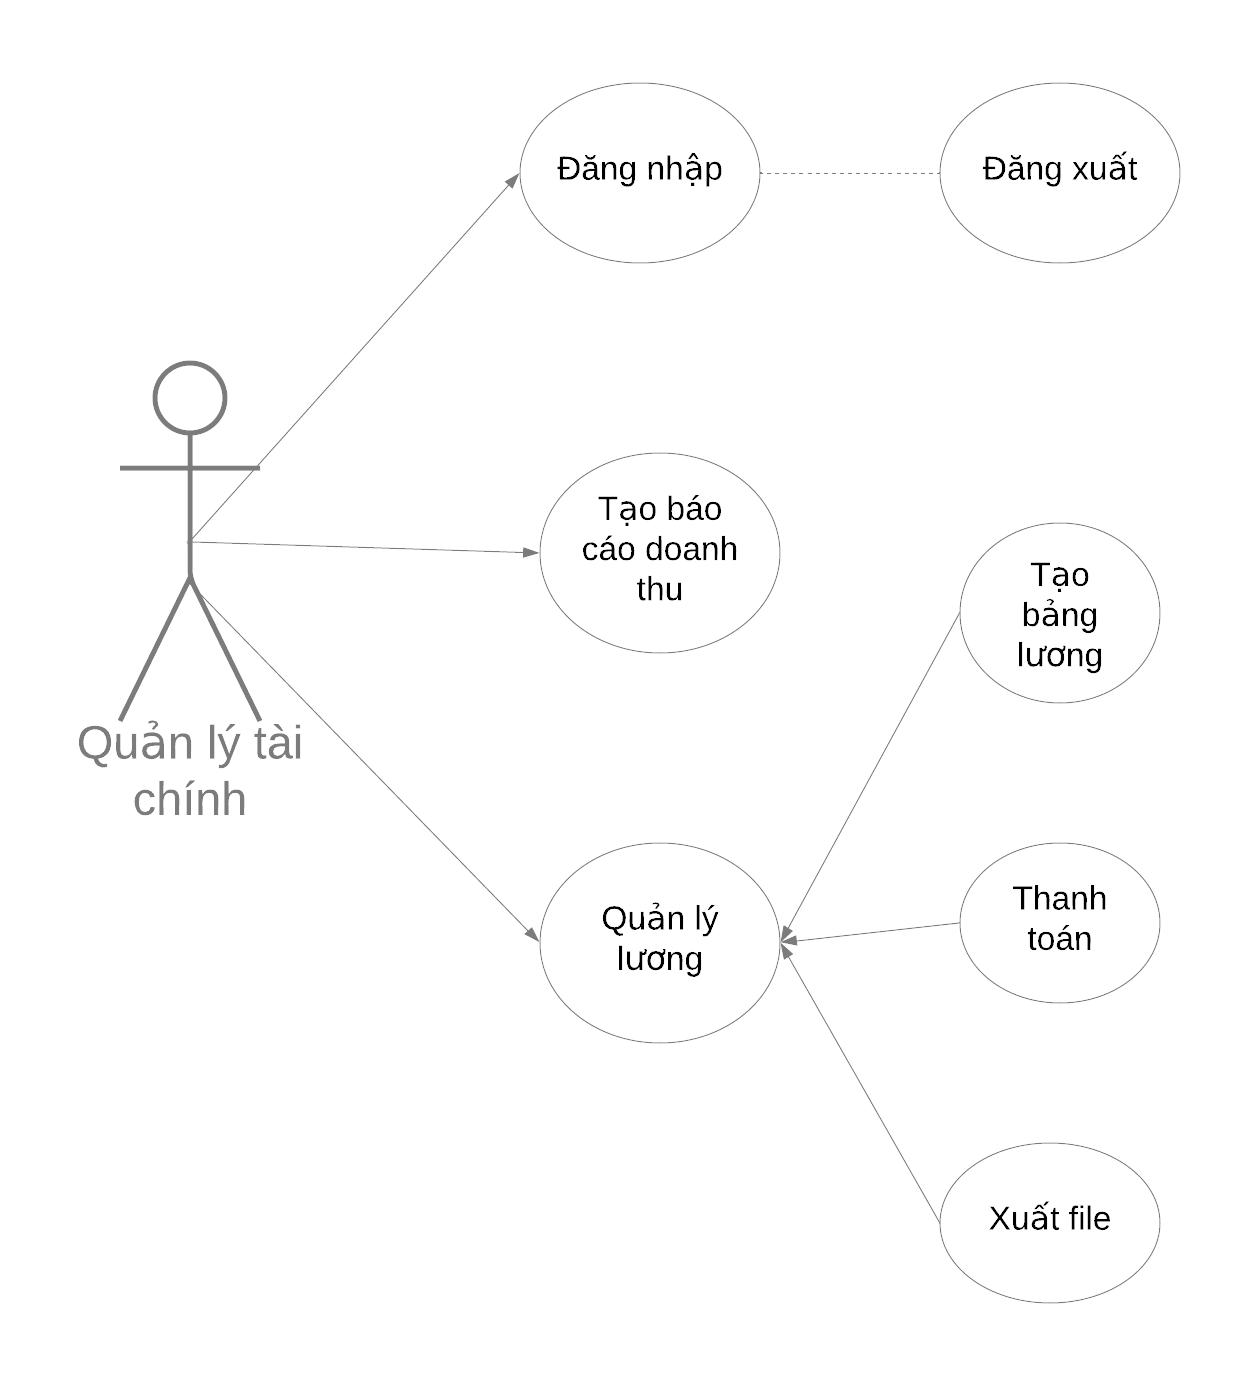 Đăng nhập
Đăng xuất
Tạo báo
cáo doanh
thu
Tạo
bảng
lương
Quản lý tài
chính
Quản lý
lương
Thanh
toán
Xuất file